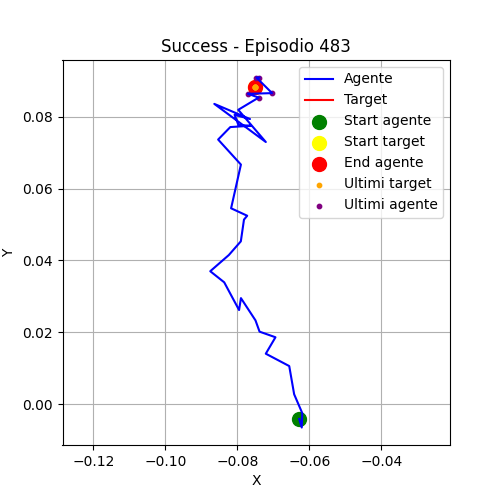 Success - Episodio 483
Agente
Target
Start agente
Start target
End agente
Ultimi target
Ultimi agente
0.08
0.06
0.04
0.02
0.00
Y
−0.12 −0.10 −0.08 −0.06 −0.04
X